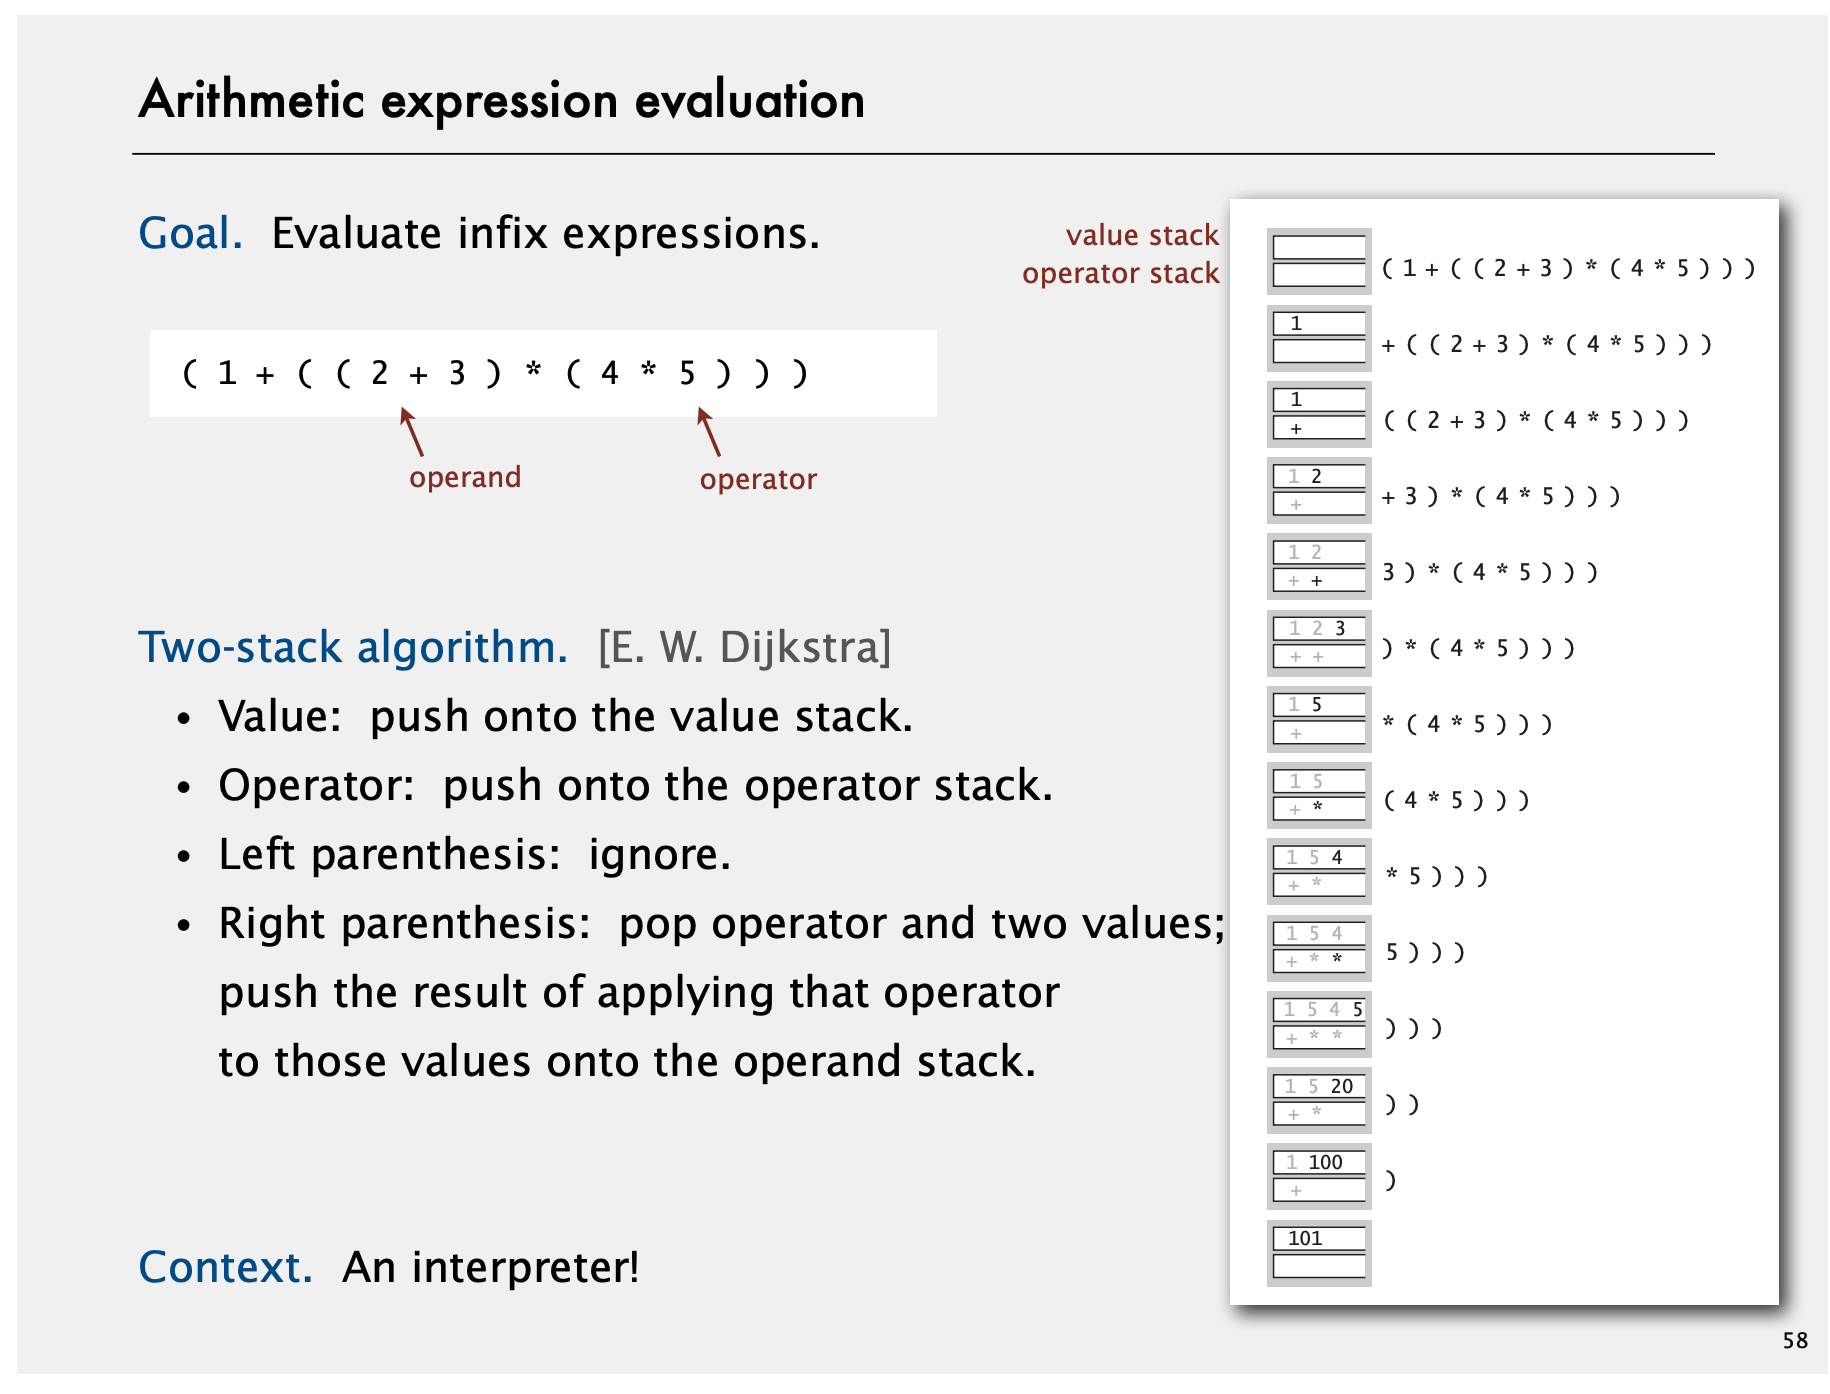 Arithmetic expression evaluation
Goal. Evaluate infix expressions.
( 1 + ( ( 2 + 3 ) * ( 4 * 5 ) ) )
operand
operator
Two-stack algorithm. [E. W. Dijkstra]
• Value: push onto the value stack.
• Operator: push onto the operator stack.
• Left parenthesis: ignore.
• Right parenthesis: pop operator and two values;
push the result of applying that operator
to those values onto the operand stack.
Context. An interpreter!
value stack
operator stack
( 1 + ( ( 2 + 3 ) * ( 4 * 5 ) ) )
1
+ ( ( 2 + 3 ) * ( 4 * 5 ) ) )
1
+
( ( 2 + 3 ) * ( 4 * 5 ) ) )
1 2
+
+ 3 ) * ( 4 * 5 ) ) )
1 2
+ +
3 ) * ( 4 * 5 ) ) )
1 2 3
+ +
) * ( 4 * 5 ) ) )
1 5
+
* ( 4 * 5 ) ) )
1 5
+ *
( 4 * 5 ) ) )
1 5 4
+ *
* 5 ) ) )
1 5 4
+ * *
5 ) ) )
1 5 4 5
+ * *
) ) )
1 5 20
+ *
) )
1 100
+
)
101
58